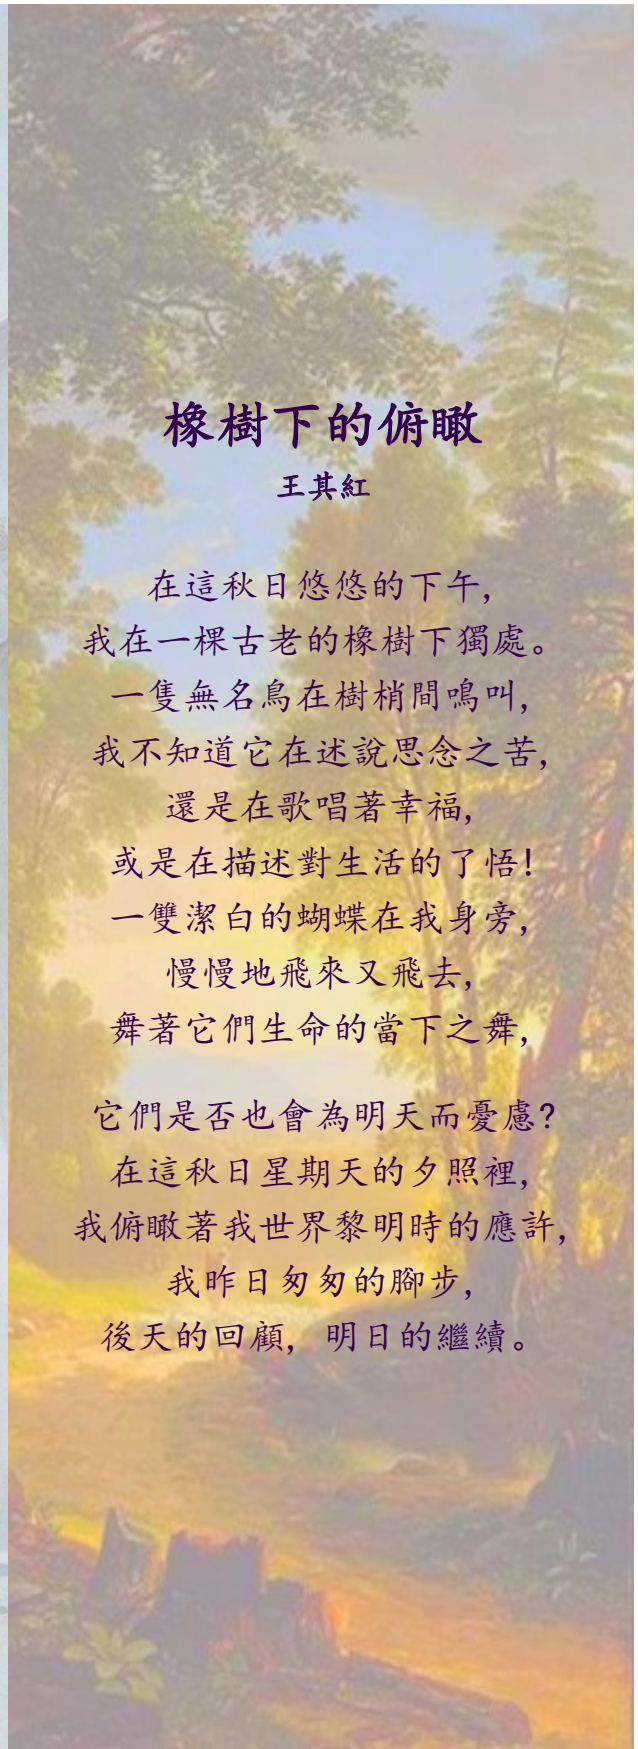 橡樹下的俯瞰
王其紅
在這秋日悠悠的下午,
我在一棵古老的橡樹下獨處。
一隻無名鳥在樹梢間鳴叫,
我不知道它在述說思念之苦,
還是在歌唱著幸福,
或是在描述對生活的了悟!
一雙潔白的蝴蝶在我身旁,
慢慢地飛來又飛去,
舞著它們生命的當下之舞,
它們是否也會為明天而憂慮?
在這秋日星期天的夕照裡,
我俯瞰著我世界黎明時的應許,
我昨日匆匆的腳步,
後天的回顧, 明日的繼續。